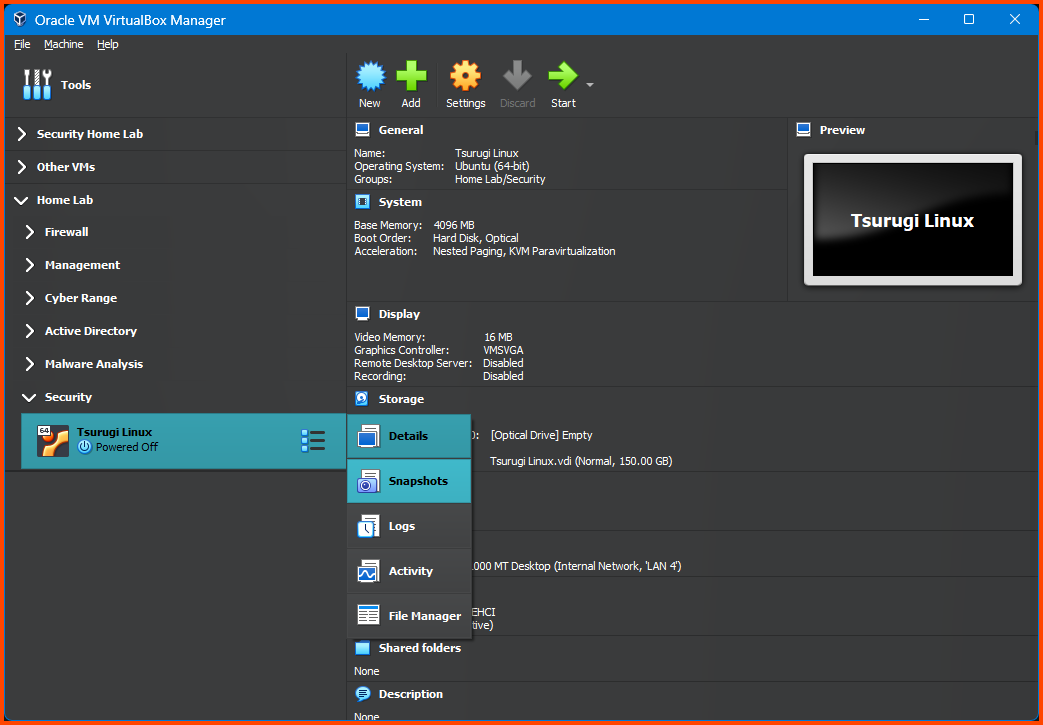 Oracle VM VirtualBox Manager
File Machine Help
Tools
New Add Settings Discard Start
Security Home Lab
Other VMs
Home Lab
Firewall
Management
Cyber Range
Active Directory
Malware Analysis
Security
64
Tsurugi Linux
Powered Off
Details
Snapshots
Logs
Activity
File Manager
General
Name: Tsurugi Linux
Operating System: Ubuntu (64-bit)
Groups: Home Lab/Security
System
Base Memory: 4096 MB
Boot Order: Hard Disk, Optical
Acceleration: Nested Paging, KVM Paravirtualization
Display
Video Memory: 16 MB
Graphics Controller: VMSVGA
Remote Desktop Server: Disabled
Recording: Disabled
Storage
[Optical Drive] Empty
Tsurugi Linux.vdi (Normal, 150.00 GB)
000 MT Desktop (Internal Network, 'LAN 4')
EHCI
tive)
Shared folders
None
Description
None
Preview
Tsurugi Linux